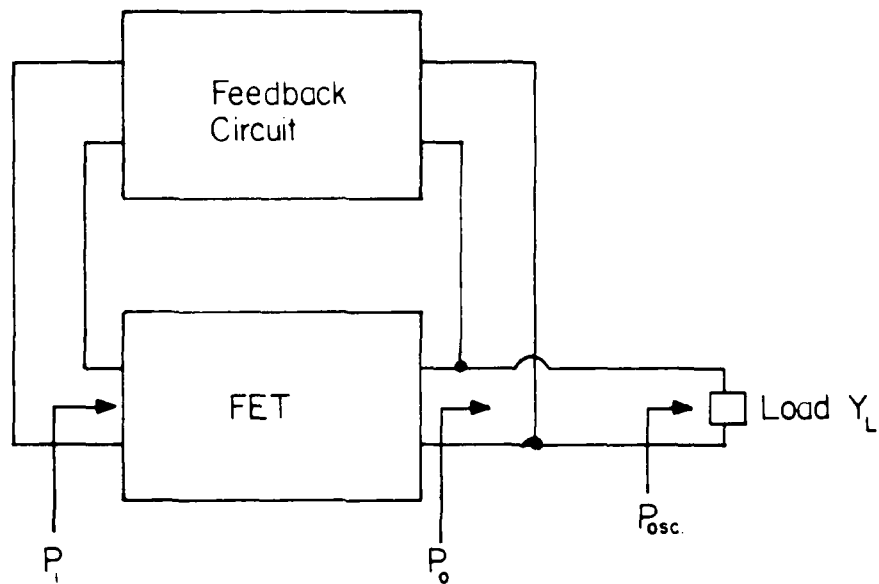 Feedback
Circuit
FET
Load Y_L
P_osc.
P_i
P_o